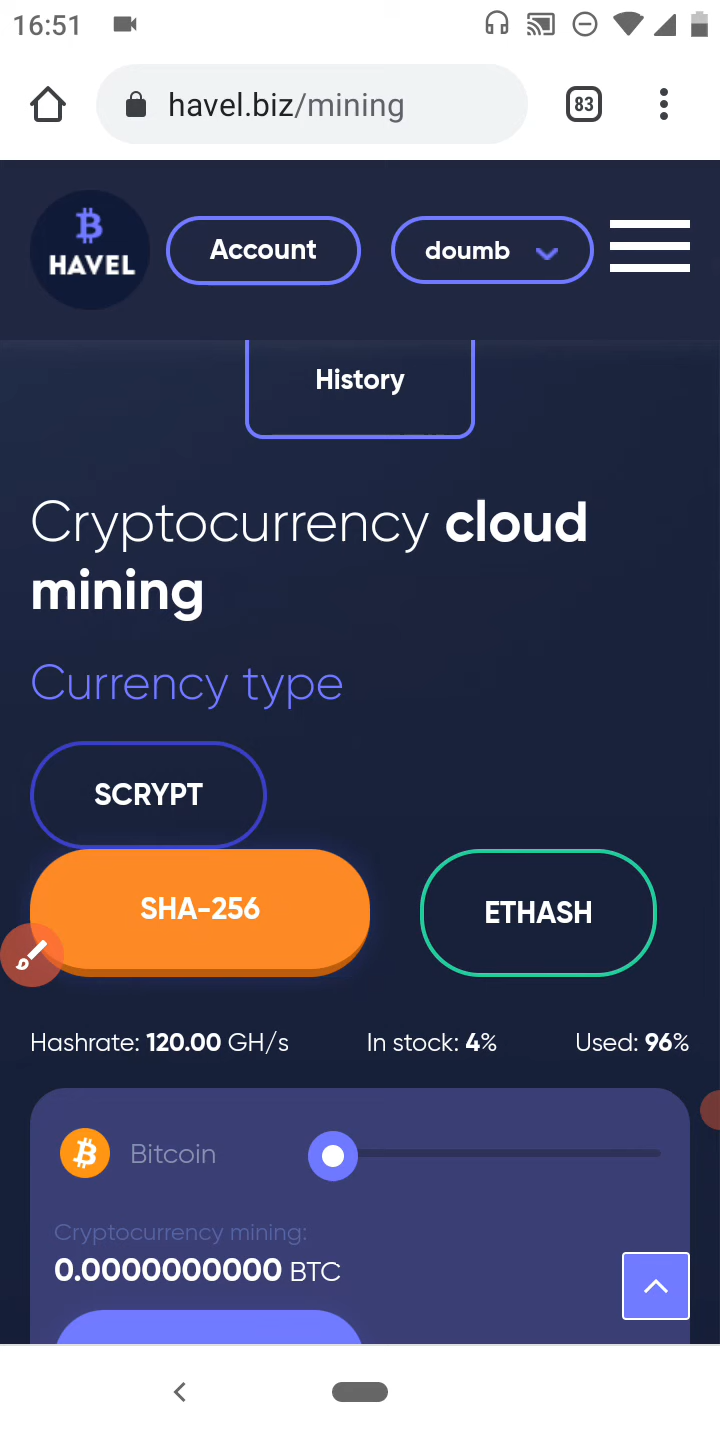 16:51
havel.biz/mining
83
HAVEL
Account
doumb
History
Cryptocurrency cloud
mining
Currency type
SCRYPT
SHA-256
ETHASH
Hashrate: 120.00 GH/s In stock: 4% Used: 96%
Bitcoin
Cryptocurrency mining:
0.0000000000 BTC